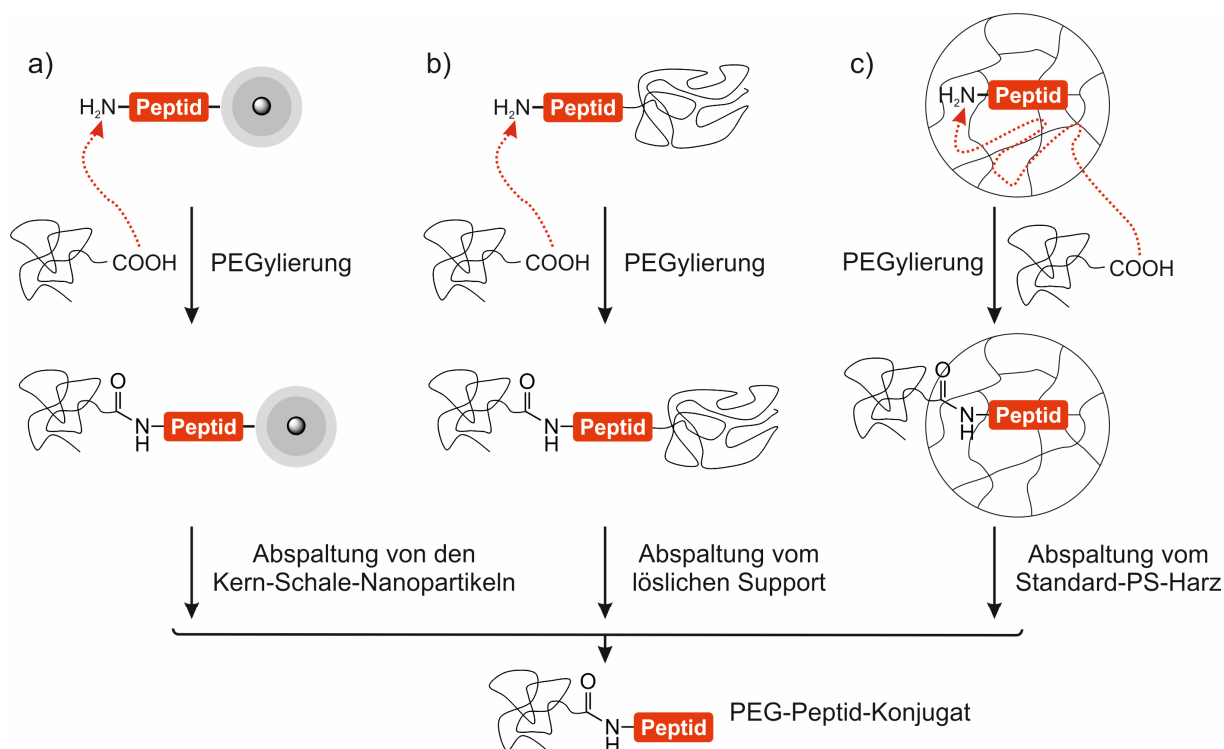 a)
b)
c)
H₂N
Peptid
H₂N
Peptid
H₂N
Peptid
COOH
PEGylierung
COOH
PEGylierung
PEGylierung
COOH
O
N
H
Peptid
O
N
H
Peptid
O
N
H
Peptid
Abspaltung von den
Kern-Schale-Nanopartikeln
Abspaltung vom
löslichen Support
Abspaltung vom
Standard-PS-Harz
O
N
H
Peptid
PEG-Peptid-Konjugat